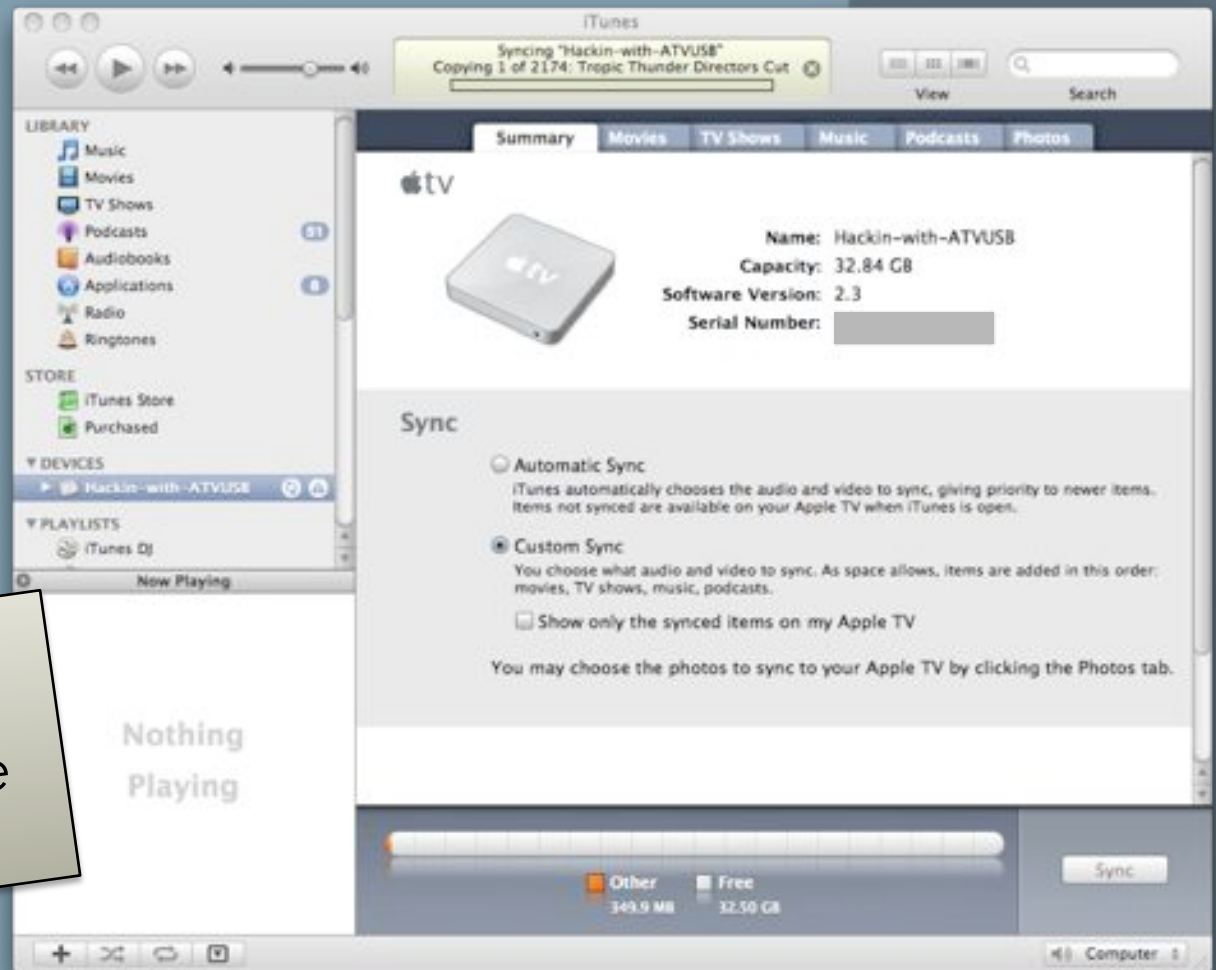 iTunes
Syncing "Hackin-with-ATVUSB"
Copying 1 of 2174: Tropic Thunder Directors Cut
View
Search
LIBRARY
Music
Movies
TV Shows
Podcasts
51
Audiobooks
Applications
Radio
Ringtones
STORE
iTunes Store
Purchased
DEVICES
Hackin-with-ATVUSB
PLAYLISTS
iTunes DJ
Now Playing
Nothing
Playing
Summary Movies TV Shows Music Podcasts Photos
tv
tv
Name: Hackin-with-ATVUSB
Capacity: 32.84 GB
Software Version: 2.3
Serial Number:
Sync
Automatic Sync
iTunes automatically chooses the audio and video to sync, giving priority to newer items.
Items not synced are available on your Apple TV when iTunes is open.
Custom Sync
You choose what audio and video to sync. As space allows, items are added in this order:
movies, TV shows, music, podcasts.
Show only the synced items on my Apple TV
You may choose the photos to sync to your Apple TV by clicking the Photos tab.
Other
349.9 MB
Free
32.50 GB
Sync
Computer